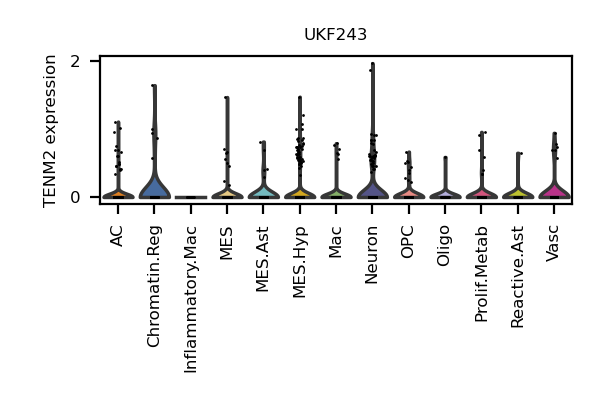 UKF243
TENM2 expression
2
0
AC
Chromatin.Reg
Inflammatory.Mac
MES
MES.Ast
MES.Hyp
Mac
Neuron
OPC
Oligo
Prolif.Metab
Reactive.Ast
Vasc